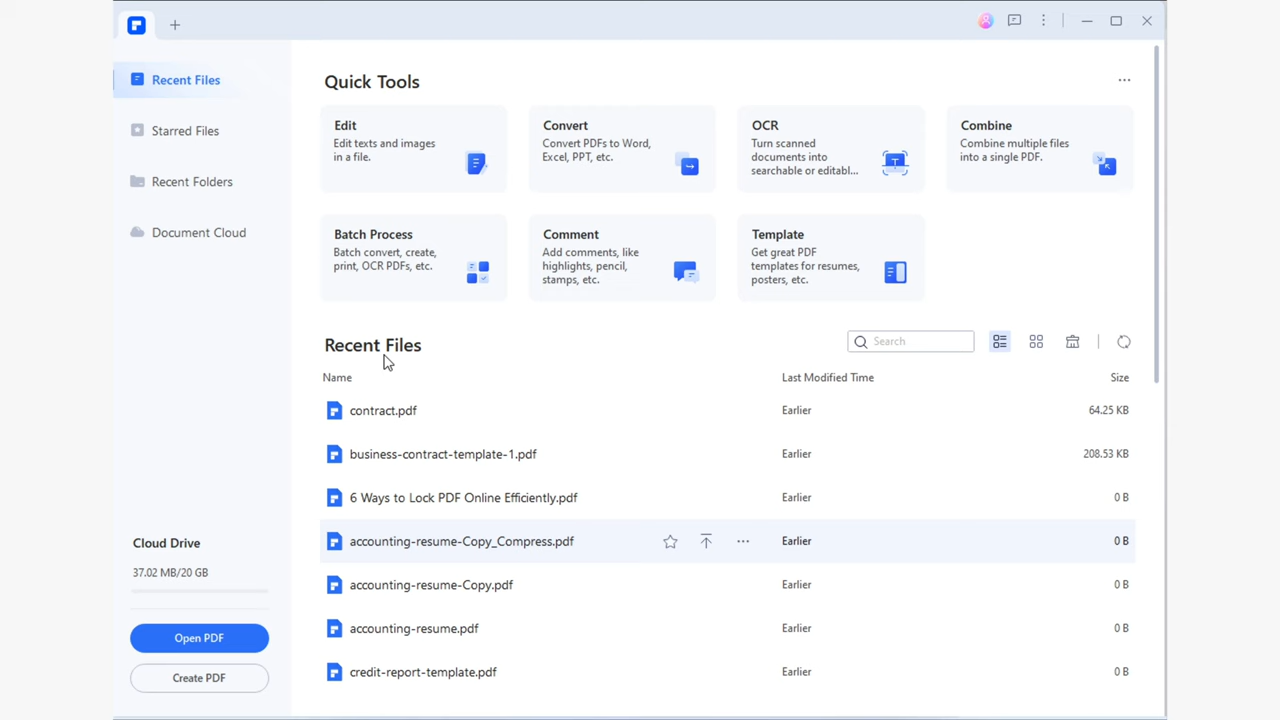 Recent Files
Starred Files
Recent Folders
Document Cloud
Cloud Drive
37.02 MB/20 GB
Open PDF
Create PDF
Quick Tools
Edit
Edit texts and images
in a file.
Convert
Convert PDFs to Word,
Excel, PPT, etc.
OCR
Turn scanned
documents into
searchable or editabl...
Combine
Combine multiple files
into a single PDF.
Batch Process
Batch convert, create,
print, OCR PDFs, etc.
Comment
Add comments, like
highlights, pencil,
stamps, etc.
Template
Get great PDF
templates for resumes,
posters, etc.
Recent Files
Search
Name Last Modified Time Size
contract.pdf Earlier 64.25 KB
business-contract-template-1.pdf Earlier 208.53 KB
6 Ways to Lock PDF Online Efficiently.pdf Earlier 0 B
accounting-resume-Copy_Compress.pdf Earlier 0 B
accounting-resume-Copy.pdf Earlier 0 B
accounting-resume.pdf Earlier 0 B
credit-report-template.pdf Earlier 0 B